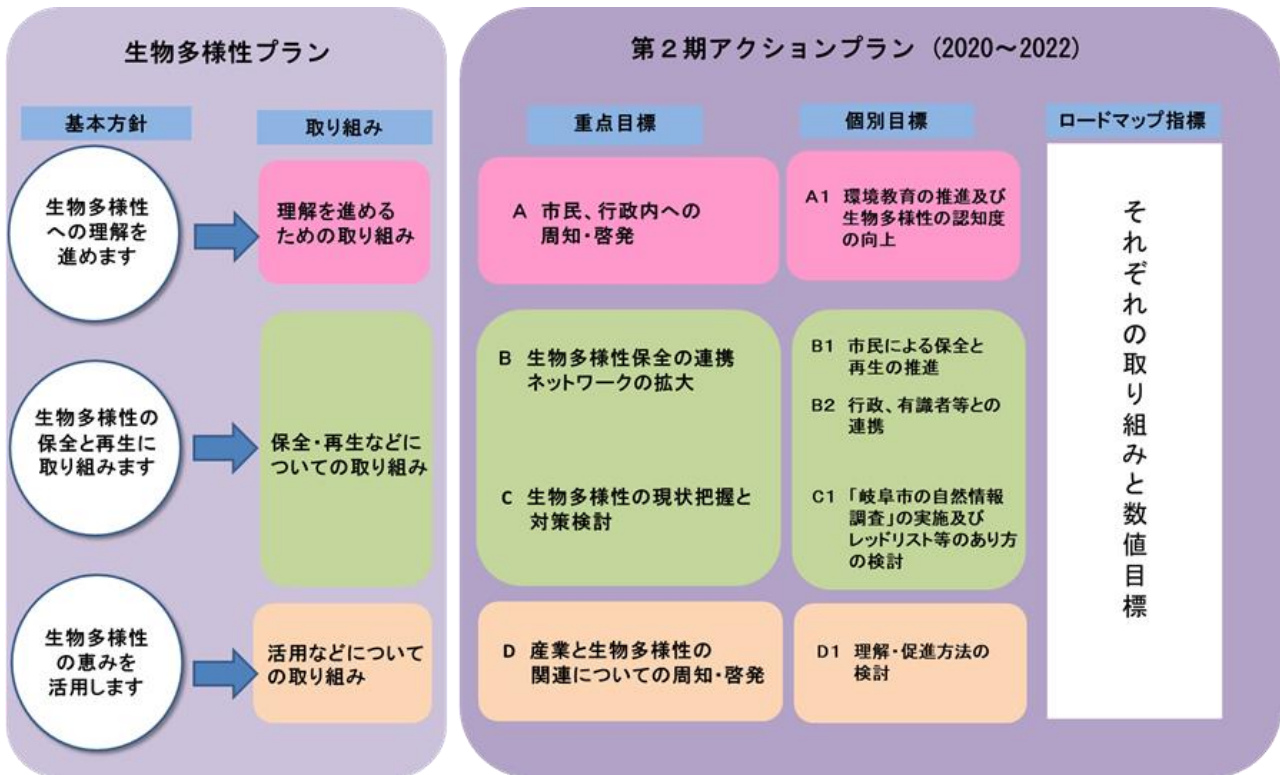 生物多様性プラン
基本方針
取り組み
生物多様性
への理解を
進めます
理解を進める
ための取り組み
生物多様性の
保全と再生に
取り組みます
保全・再生などに
ついての取り組み
生物多様性
の恵みを
活用します
活用などについて
の取り組み
第2期アクションプラン (2020～2022)
重点目標
個別目標
ロードマップ指標
A 市民、行政内への
周知・啓発
A1 環境教育の推進及び
生物多様性の認知度
の向上
B 生物多様性保全の連携
ネットワークの拡大
B1 市民による保全と
再生の推進
B2 行政、有識者等との
連携
C 生物多様性の現状把握と
対策検討
C1 「岐阜市の自然情報
調査」の実施及び
レッドリスト等のあり方
の検討
D 産業と生物多様性の
関連についての周知・啓発
D1 理解・促進方法の
検討
それぞれの取り組みと数値目標